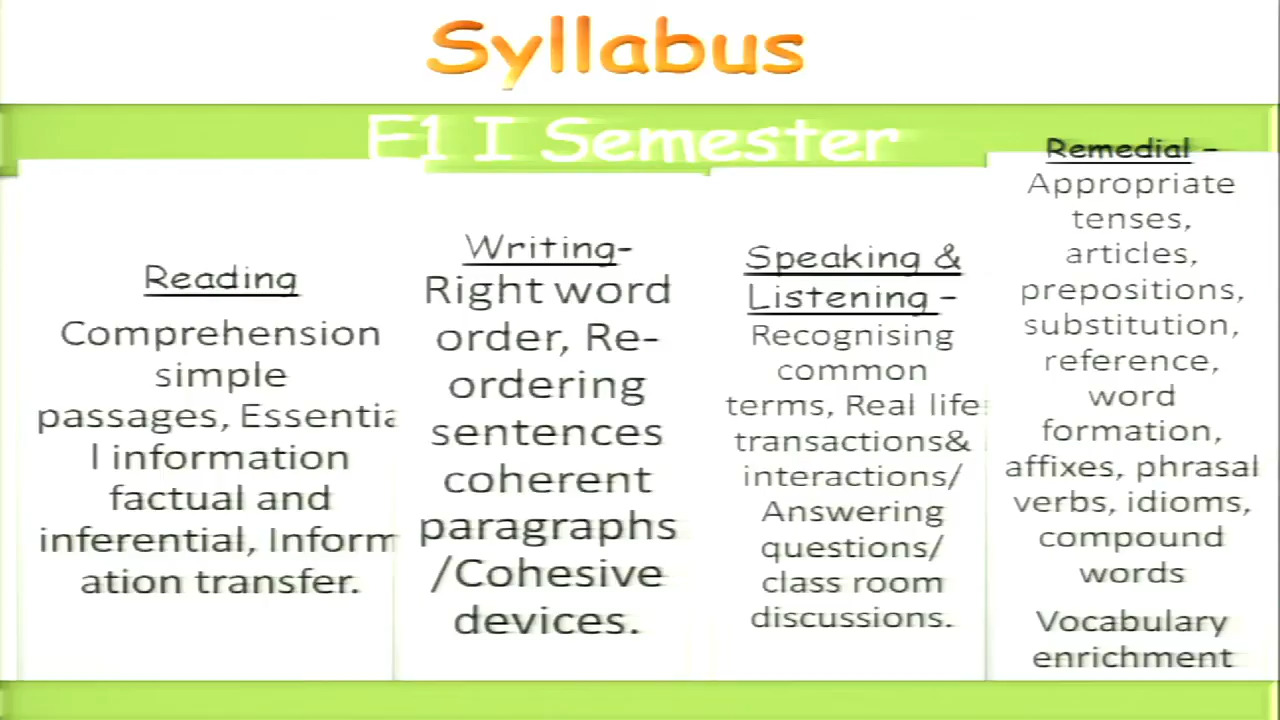 Syllabus
E1 I Semester
Reading
Comprehension
simple
passages, Essentia
l information
factual and
inferential, Inform
ation transfer.
Writing-
Right word
order, Re-
ordering
sentences
coherent
paragraphs
/Cohesive
devices.
Speaking &
Listening -
Recognising
common
terms, Real life
transactions&
interactions/
Answering
questions/
class room
discussions.
Remedial -
Appropriate
tenses,
articles,
prepositions,
substitution,
reference,
word
formation,
affixes, phrasal
verbs, idioms,
compound
words
Vocabulary
enrichment